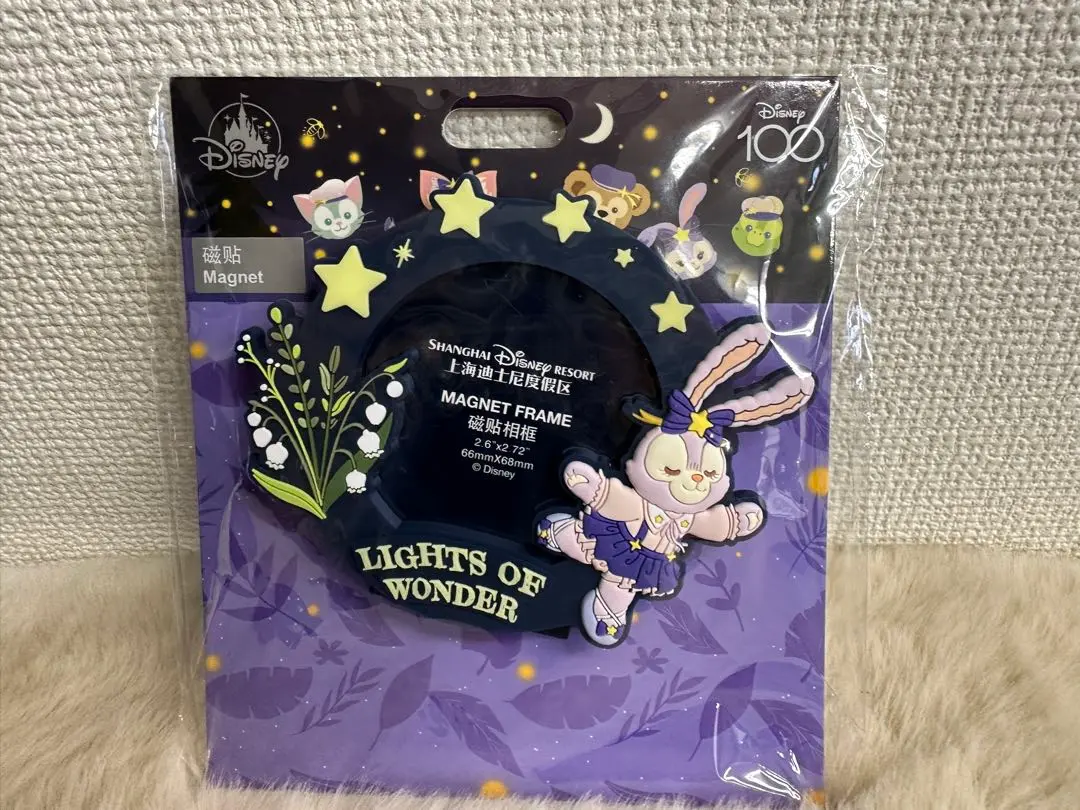 Disney
Disney
100
磁贴
Magnet
SHANGHAI Disney RESORT
上海迪士尼度假区
MAGNET FRAME
磁贴相框
2.6"x2.72"
66mmX68mm
© Disney
LIGHTS OF
WONDER